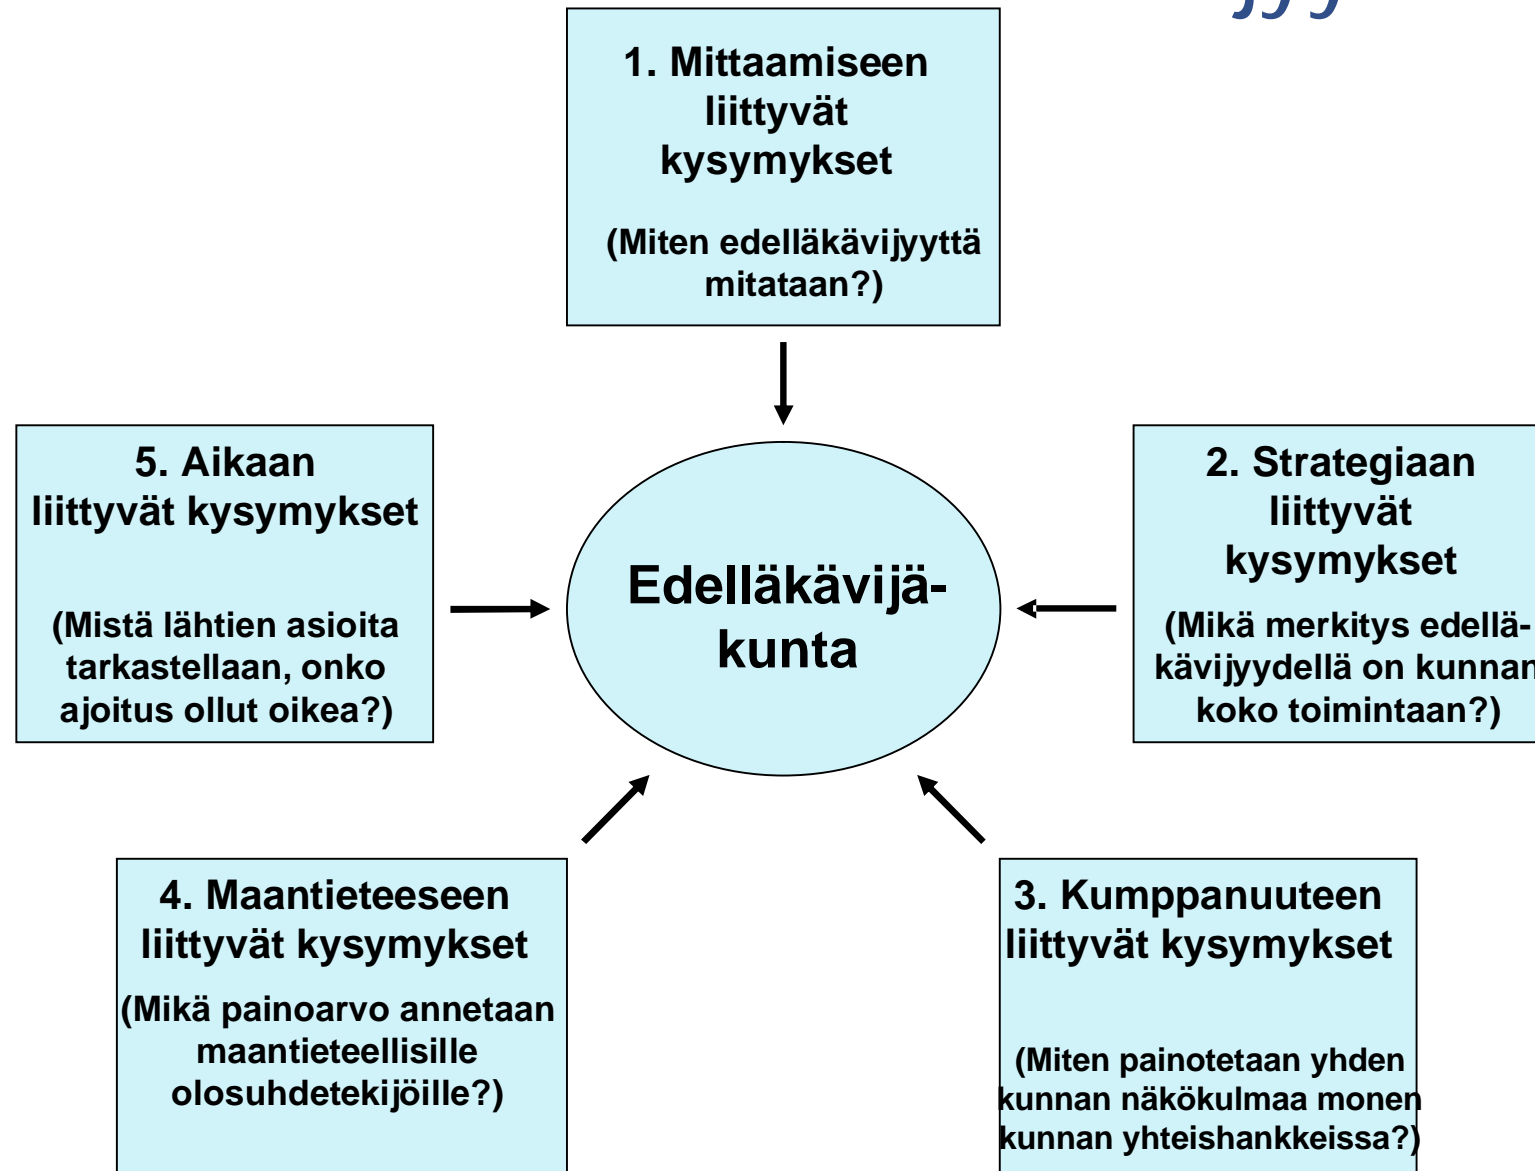 1. Mittaamiseen
liittyvät
kysymykset
(Miten edelläkävijyyttä
mitataan?)
5. Aikaan
liittyvät kysymykset
(Mistä lähtien asioita
tarkastellaan, onko
ajoitus ollut oikea?)
Edelläkävijä-
kunta
2. Strategiaan
liittyvät
kysymykset
(Mikä merkitys edellä-
kävijyydellä on kunnan
koko toimintaan?)
4. Maantieteeseen
liittyvät kysymykset
(Mikä painoarvo annetaan
maantieteellisille
olosuhdetekijöille?)
3. Kumppanuuteen
liittyvät kysymykset
(Miten painotetaan yhden
kunnan näkökulmaa monen
kunnan yhteishankkeissa?)